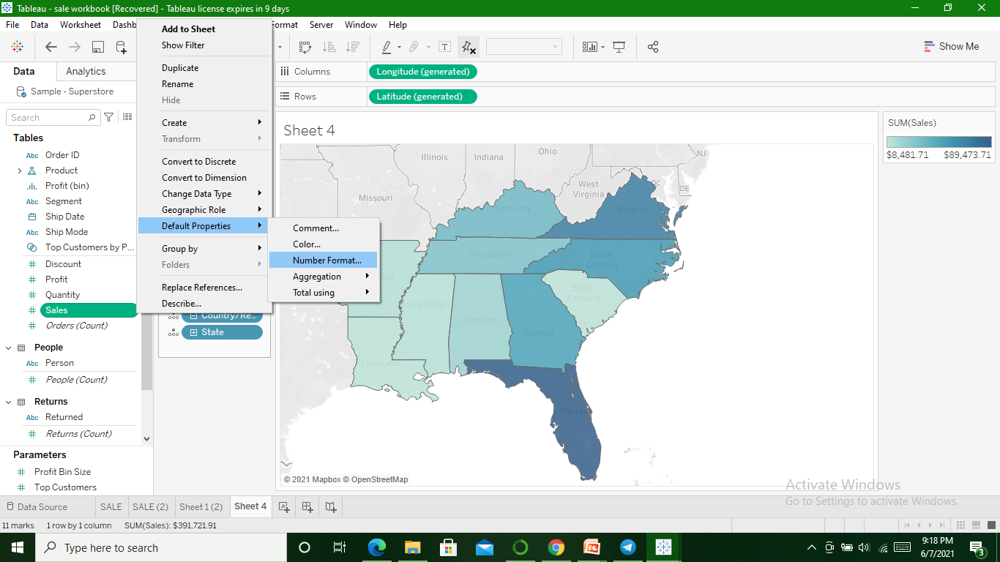 Tableau - sale workbook [Recovered] - Tableau license expires in 9 days
File Data Worksheet Format Server Window Help
Show Me
Data Analytics
Sample - Superstore
Search
Tables
Abc Order ID
Product
Profit (bin)
Abc Segment
Ship Date
Abc Ship Mode
Top Customers by P...
Discount
Profit
Quantity
Sales
Orders (Count)
People
Abc Person
People (Count)
Returns
Abc Returned
Returns (Count)
Parameters
Profit Bin Size
Top Customers
Add to Sheet
Show Filter
Duplicate
Rename
Hide
Create
Transform
Convert to Discrete
Convert to Dimension
Change Data Type
Geographic Role
Default Properties
Group by
Folders
Replace References...
Describe...
Comment...
Color...
Number Format...
Aggregation
Total using
Country/Re..
State
Columns Longitude (generated)
Rows Latitude (generated)
Sheet 4
Illinois
Indiana
Ohio
NJ
West
Virginia
DC
DE
Missouri
Kentucky
Virginia
Tennessee
North
Carolina
South
Carolina
Mississippi
Alabama
Georgia
Louisiana
Florida
© 2021 Mapbox © OpenStreetMap
SUM(Sales)
$8,481.71 $89,473.71
Activate Windows
Go to Settings to activate Windows.
Data Source SALE SALE (2) Sheet 1 (2) Sheet 4
11 marks 1 row by 1 column SUM(Sales): $391,721.91
Type here to search
9:18 PM
6/7/2021
3